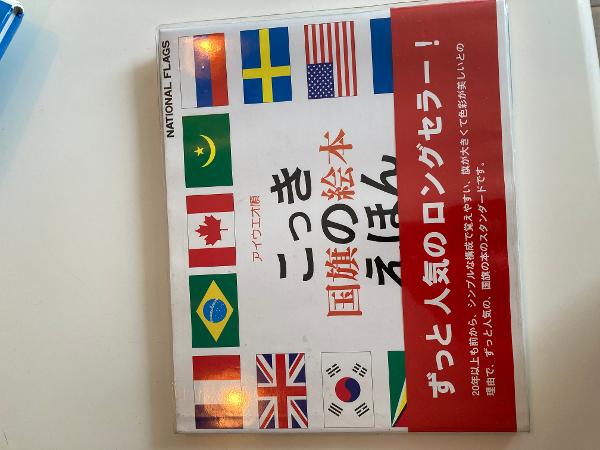 NATIONAL FLAGS
アイウエオ順
こっき
国旗の絵本
えほん
ずっと人気のロングセラー！
20年以上も前から、シンプルな構成で覚えやすい、旗が大きくて色彩が美しいとの
理由で、ずっと人気の、国旗の本のスタンダードです。